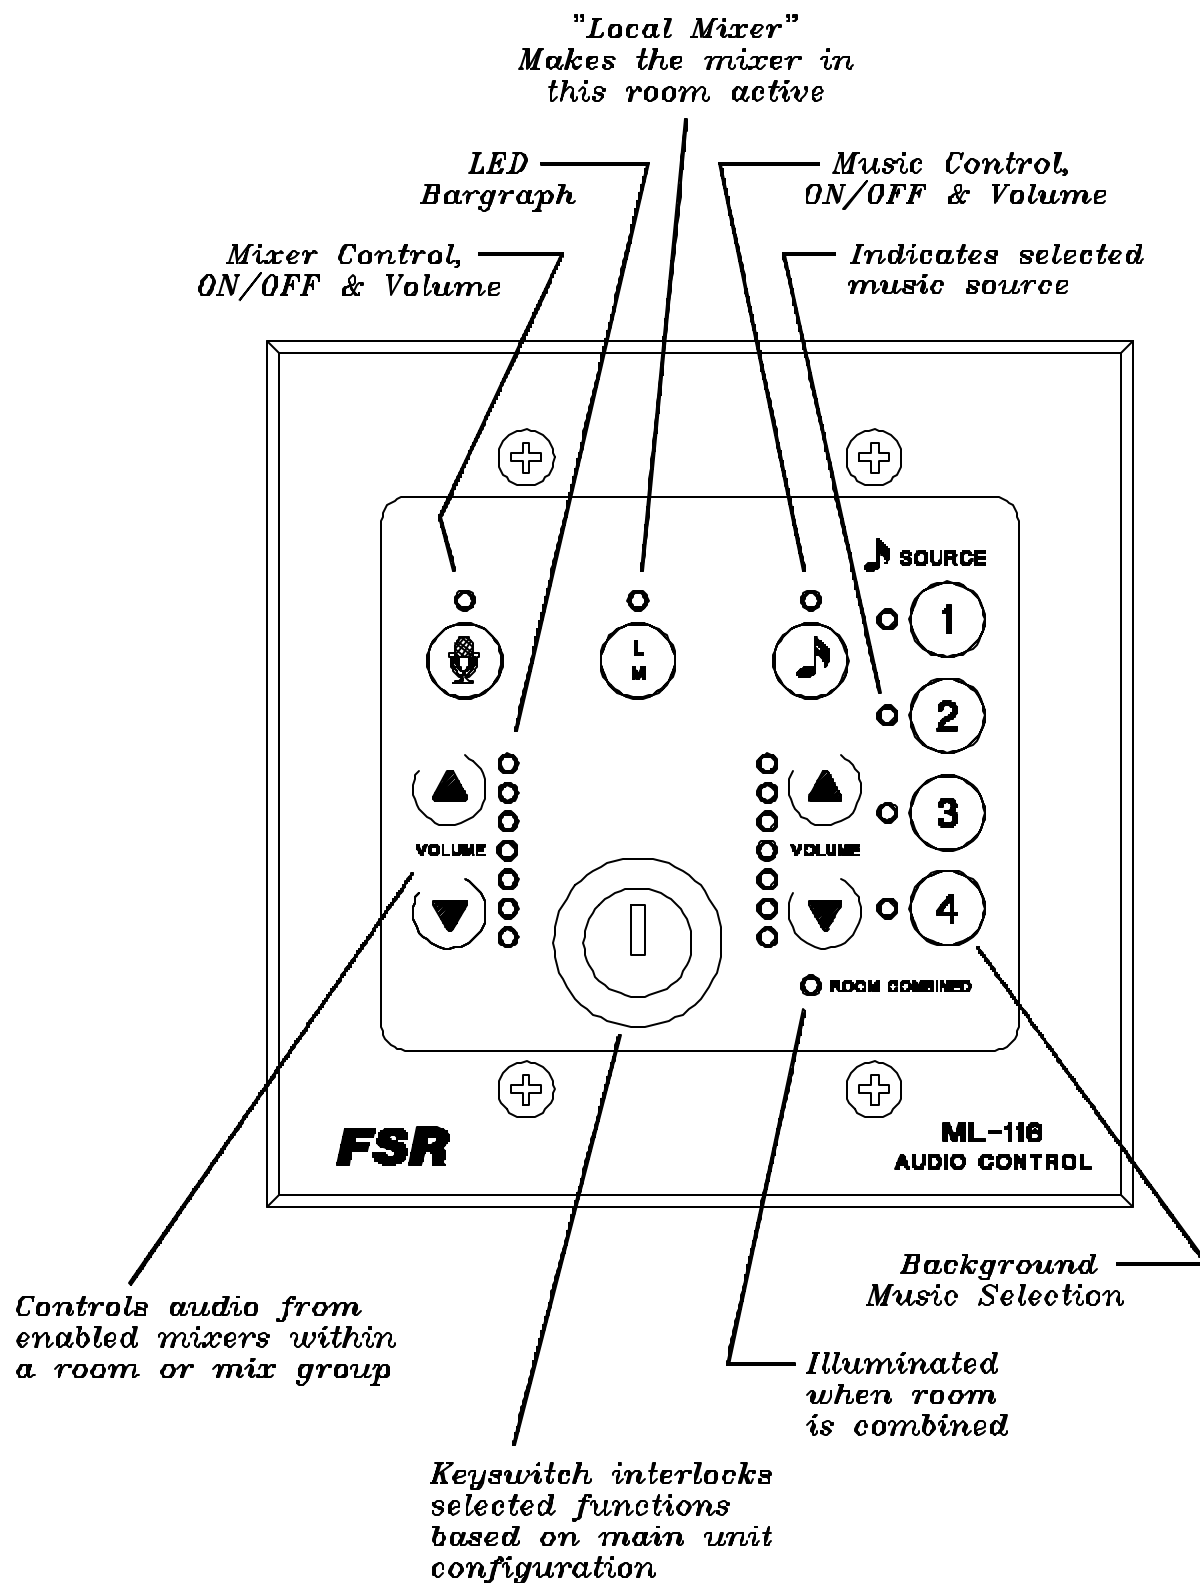 "Local Mixer"
Makes the mixer in
this room active
LED
Bargraph
Music Control,
ON/OFF & Volume
Mixer Control,
ON/OFF & Volume
Indicates selected
music source
SOURCE
1
L
M
2
3
VOLUME
VOLUME
4
ROOM COMBINED
FSR
ML-116
AUDIO CONTROL
Background
Music Selection
Controls audio from
enabled mixers within
a room or mix group
Illuminated
when room
is combined
Keyswitch interlocks
selected functions
based on main unit
configuration